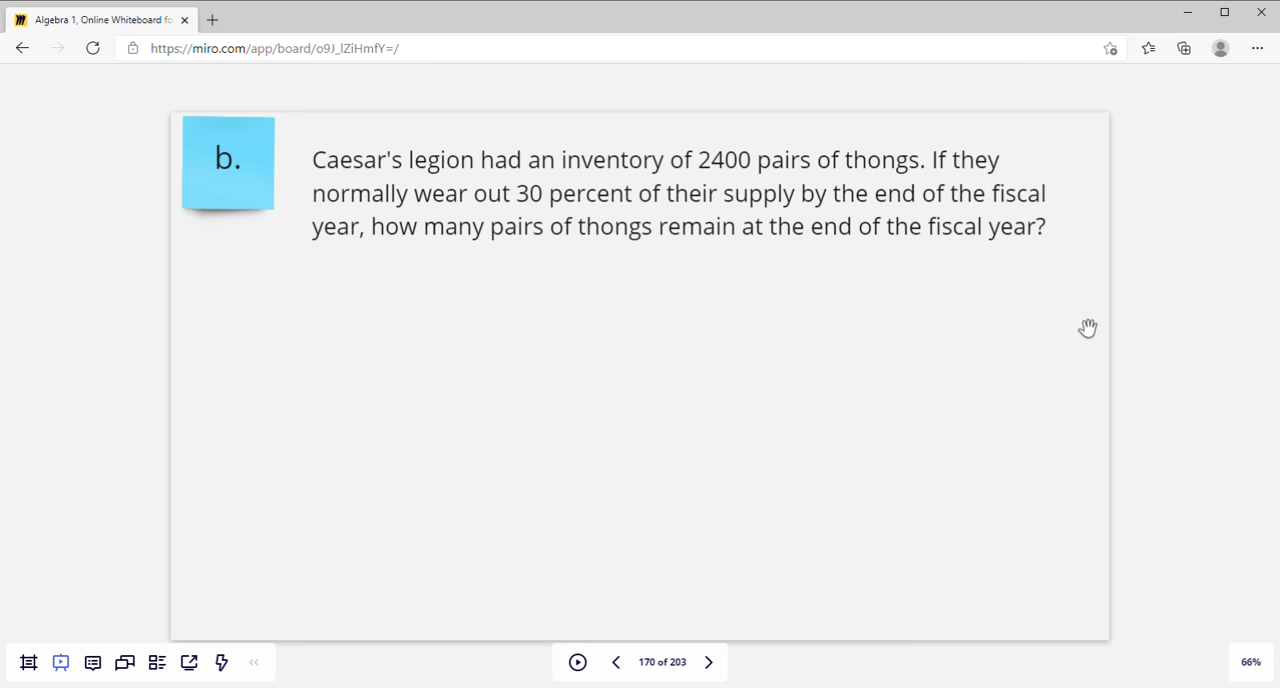 Algebra 1, Online Whiteboard fo
https://miro.com/app/board/o9J_lZiHmfY=/
b.
Caesar's legion had an inventory of 2400 pairs of thongs. If they
normally wear out 30 percent of their supply by the end of the fiscal
year, how many pairs of thongs remain at the end of the fiscal year?
170 of 203
66%